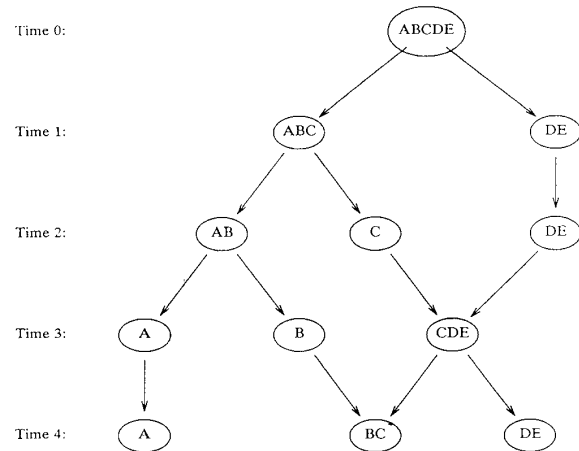 Time 0: ABCDE
Time 1: ABC DE
Time 2: AB C DE
Time 3: A B CDE
Time 4: A BC DE